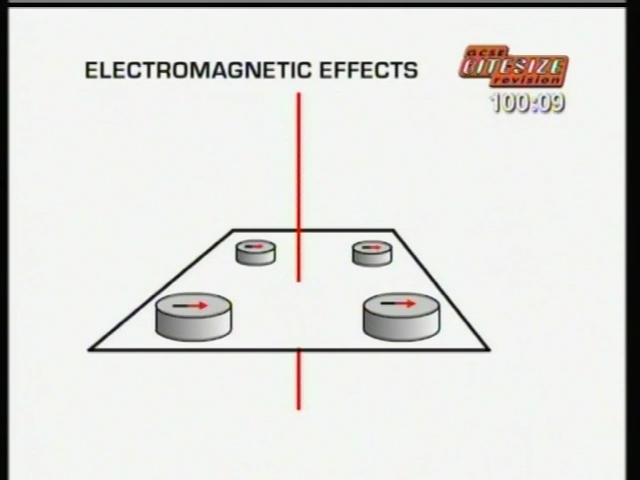 ELECTROMAGNETIC EFFECTS
GCSE
BITESIZE
revision
100:09